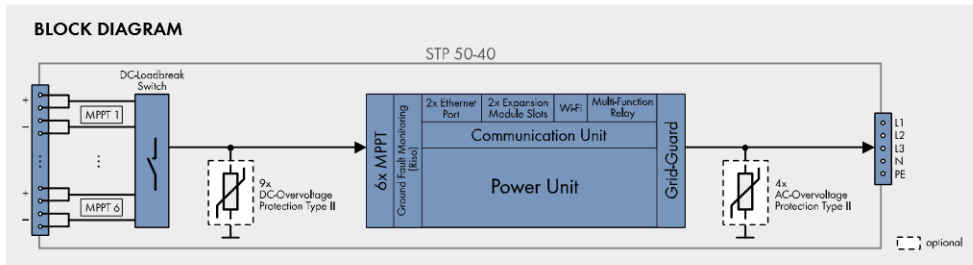 BLOCK DIAGRAM
STP 50-40
DC-Loadbreak
Switch
+
MPPT 1
–
⋮
⋮
+
MPPT 6
–
9x
DC-Overvoltage
Protection Type II
6x MPPT
Ground Fault Monitoring
(Riso)
2x Ethernet
Port
2x Expansion
Module Slots
Wi-Fi
Multi-Function
Relay
Communication Unit
Power Unit
Grid-Guard
4x
AC-Overvoltage
Protection Type II
L1
L2
L3
N
PE
optional